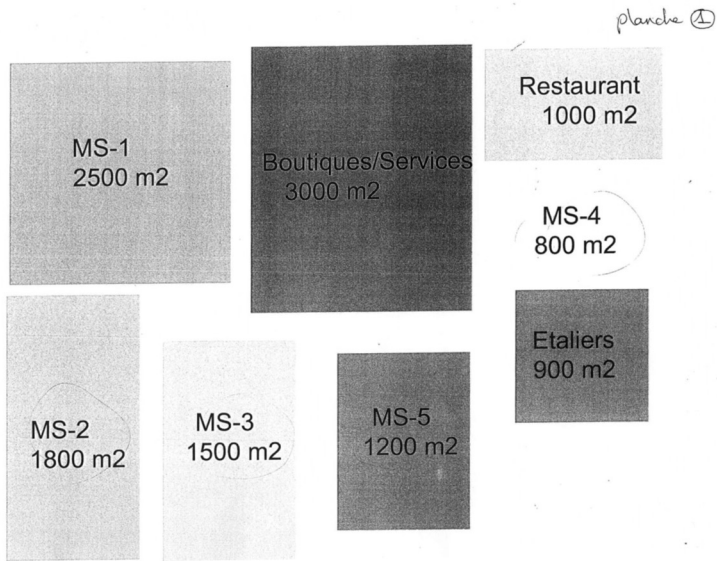 planche 1
MS-1
2500 m2
Boutiques/Services
3000 m2
Restaurant
1000 m2
MS-4
800 m2
Etaliers
900 m2
MS-2
1800 m2
MS-3
1500 m2
MS-5
1200 m2